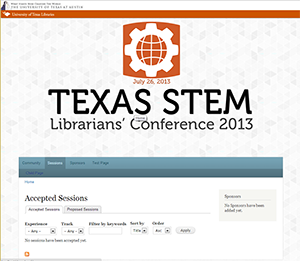 THE UNIVERSITY OF TEXAS AT AUSTIN
University of Texas Libraries
July 26, 2013
TEXAS STEM
Librarians' Conference 2013
Community Sessions Sponsors Test Page
Home
Accepted Sessions
Accepted Sessions Proposed Sessions
Experience Track Filter by keywords Sort by Order
- Any - - Any - Title Asc Apply
No sessions have been accepted yet.
Sponsors
No Sponsors have been added yet.